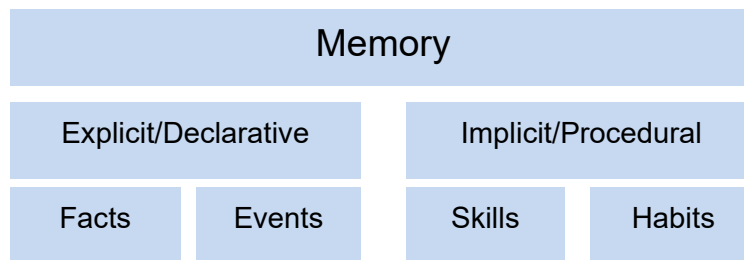 Memory
Explicit/Declarative
Implicit/Procedural
Facts
Events
Skills
Habits